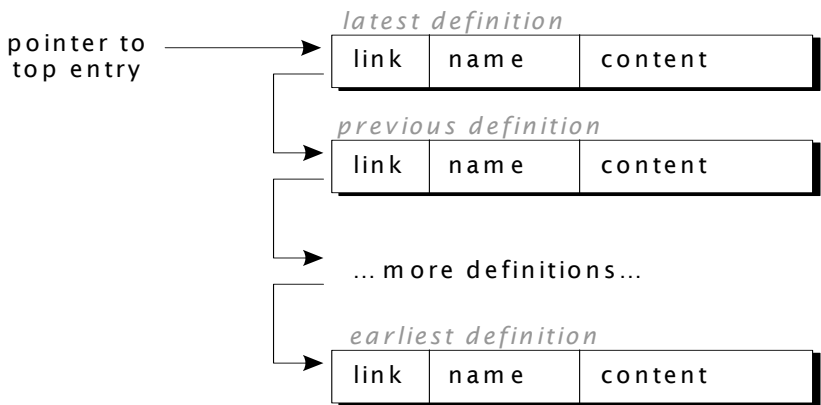 latest definition
pointer to
top entry
link name content
previous definition
link name content
...more definitions...
earliest definition
link name content